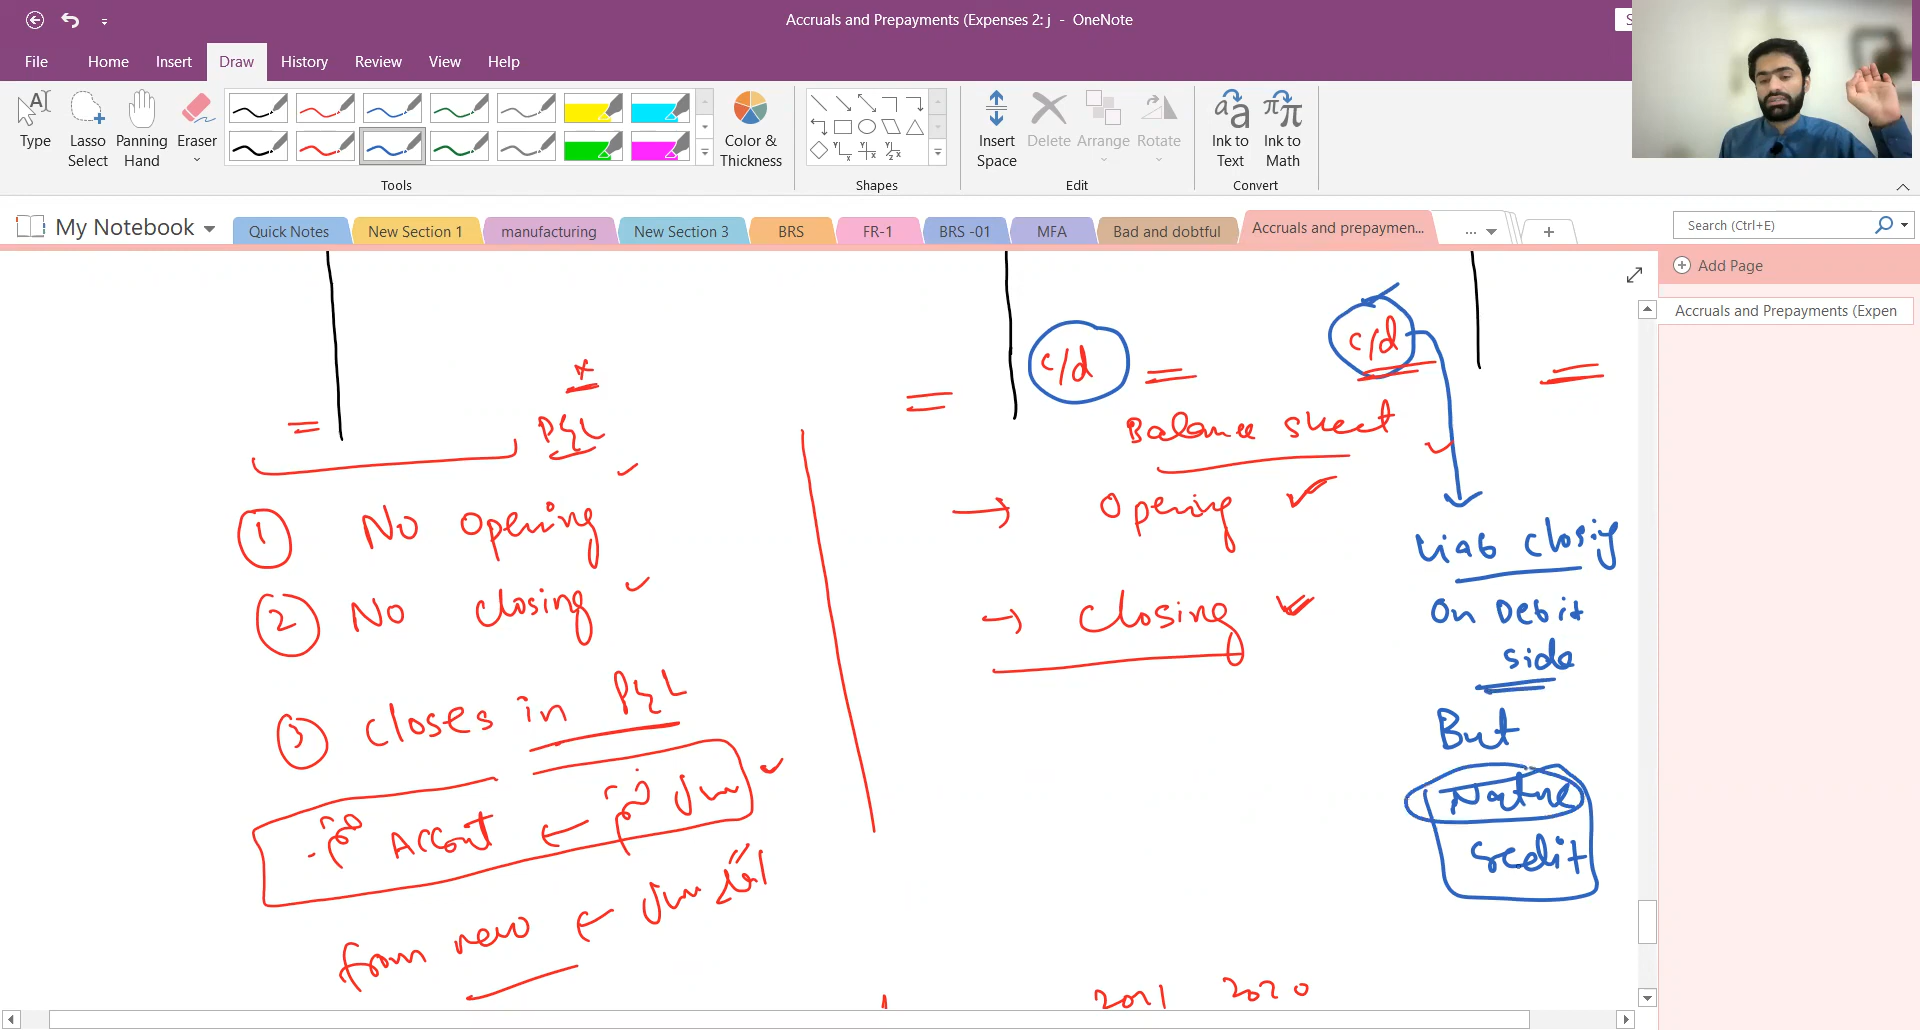 Accruals and Prepayments (Expenses 2: j - OneNote
File Home Insert Draw History Review View Help
Type
Lasso Select
Panning Hand
Eraser
Color & Thickness
Insert Space
Delete
Arrange
Rotate
Ink to Text
Ink to Math
Tools Shapes Edit Convert
My Notebook
Quick Notes New Section 1 manufacturing New Section 3 BRS FR-1 BRS -01 MFA Bad and doubtful Accruals and prepaymen... ...
Search (Ctrl+E)
Add Page
Accruals and Prepayments (Expen
P&L
① No opening
② No closing
③ closes in P&L
Account ←
from new ←
= c/d = c/d =
Balance sheet
→ Opening ✓
→ closing ✓
Liab closing
on Debit
side
But
Nature
credit
2021 2020